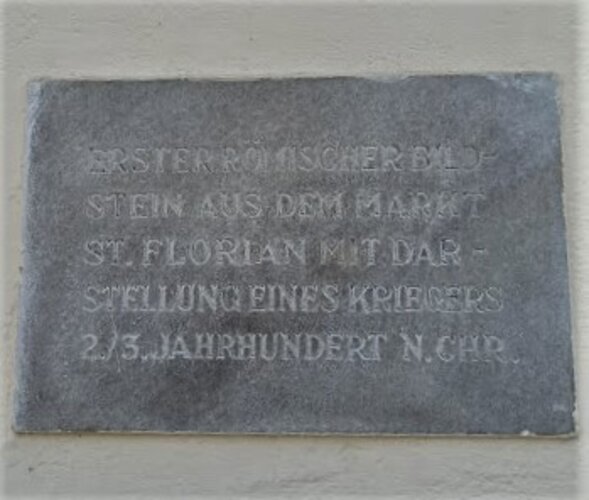 ERSTER RÖMISCHER BILD-
STEIN AUS DEM MARKT
ST. FLORIAN MIT DAR-
STELLUNG EINES KRIEGERS
2./3. JAHRHUNDERT N. CHR.